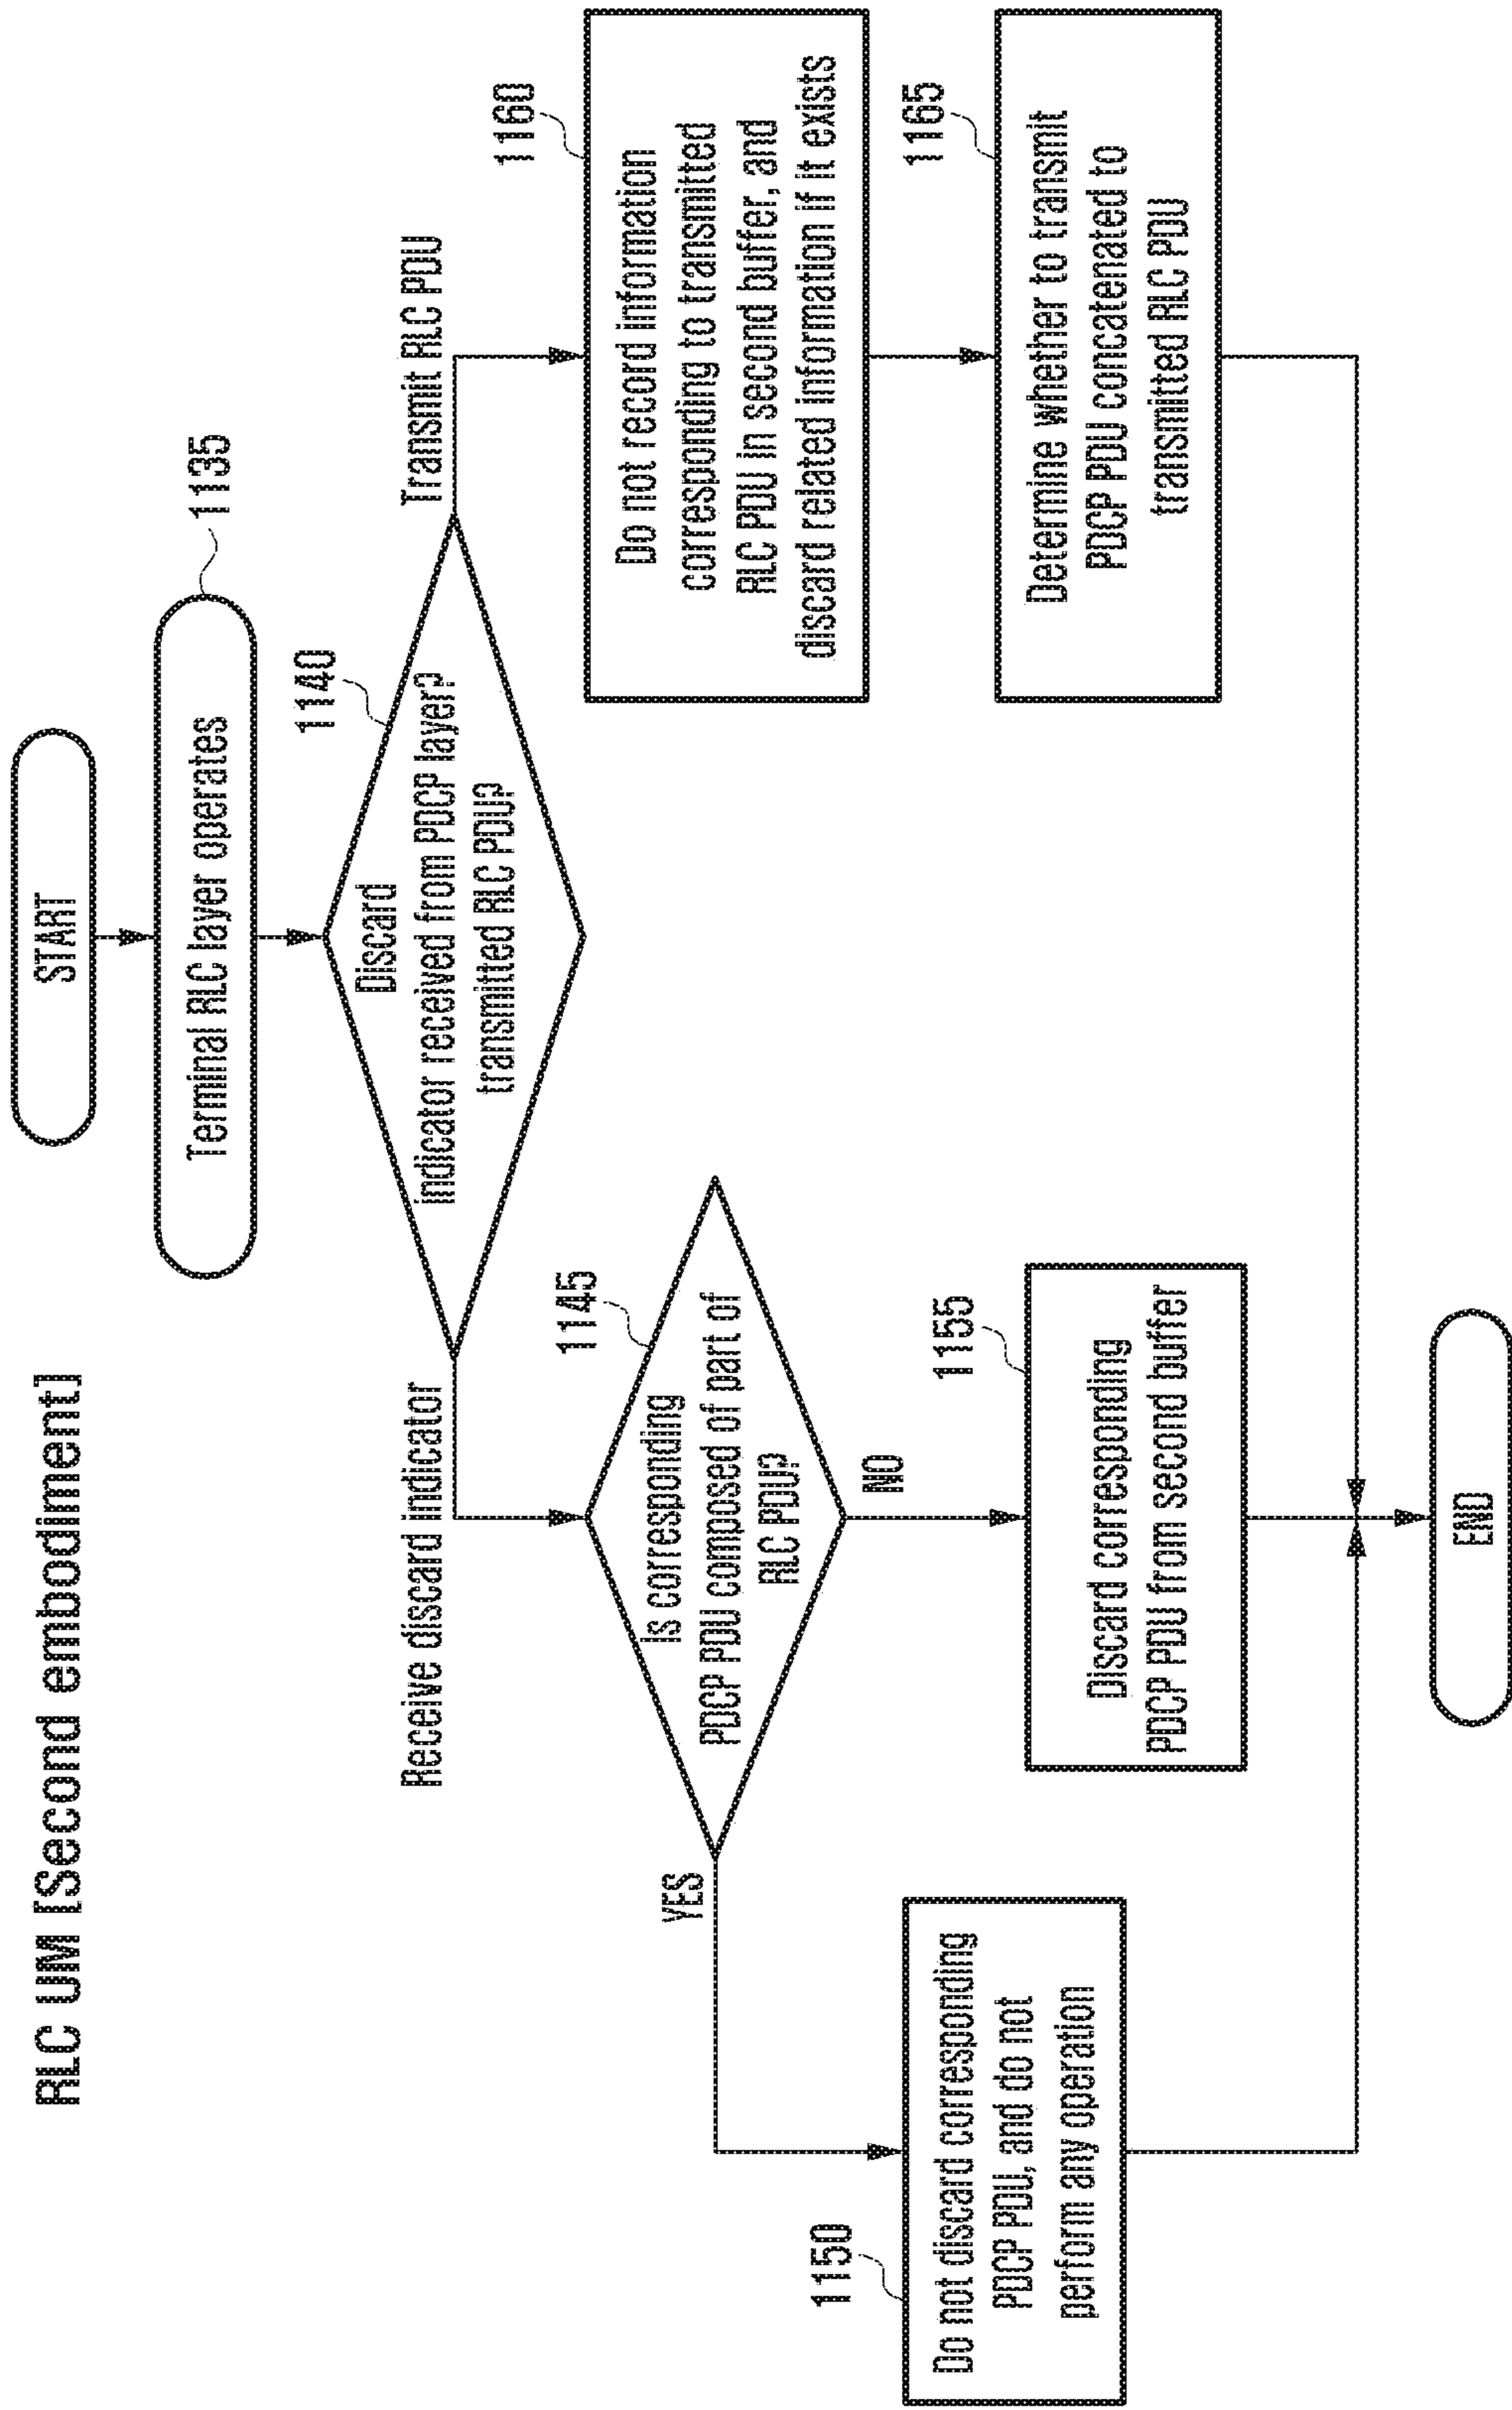 RLC UM [Second embodiment]
START
Terminal RLC layer operates
1135
1140
Discard
indicator received from PDCP layer?
transmitted RLC PDU?
Receive discard indicator
Transmit RLC PDU
1145
Is corresponding
PDCP PDU composed of part of
RLC PDU?
YES
NO
1150
Do not discard corresponding
PDCP PDU, and do not
perform any operation
1155
Discard corresponding
PDCP PDU from second buffer
1160
Do not record information
corresponding to transmitted
RLC PDU in second buffer, and
discard related information if it exists
1165
Determine whether to transmit
PDCP PDU concatenated to
transmitted RLC PDU
END